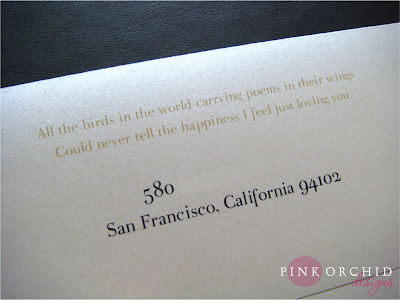 All the birds in the world carrying poems in their wings
Could never tell the happiness I feel just loving you
580
San Francisco, California 94102
PINK ORCHID
designs